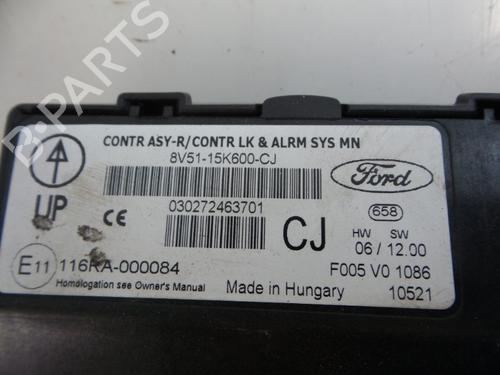 CONTR ASY-R/CONTR LK & ALRM SYS MN
8V51-15K600-CJ
Ford
030272463701
658
UP
CE
CJ
HW SW
06 / 12.00
E11 116RA-000084
F005 V0 1086
Homologation see Owner's Manual
Made in Hungary
10521
B-PARTS